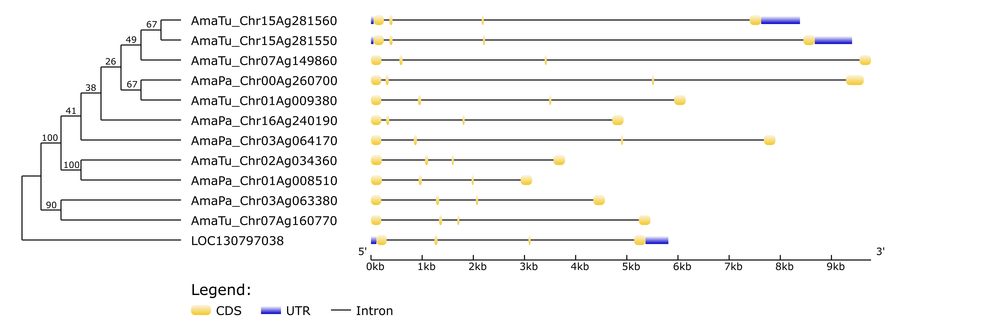 67 AmaTu_Chr15Ag281560
49 AmaTu_Chr15Ag281550
26 AmaTu_Chr07Ag149860
38 67 AmaPa_Chr00Ag260700
AmaTu_Chr01Ag009380
41 AmaPa_Chr16Ag240190
100 AmaPa_Chr03Ag064170
100 AmaTu_Chr02Ag034360
AmaPa_Chr01Ag008510
90 AmaPa_Chr03Ag063380
AmaTu_Chr07Ag160770
LOC130797038
5' 3'
0kb 1kb 2kb 3kb 4kb 5kb 6kb 7kb 8kb 9kb
Legend:
CDS UTR Intron